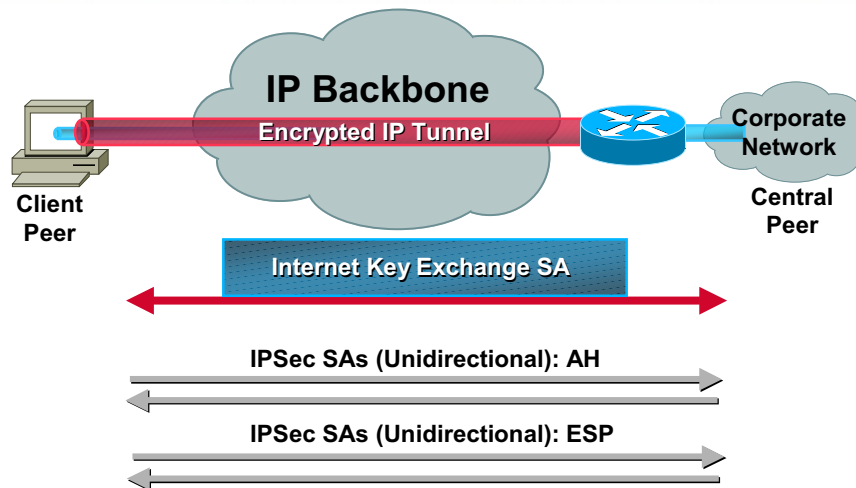 IP Backbone
Encrypted IP Tunnel
Corporate
Network
Client
Peer
Central
Peer
Internet Key Exchange SA
IPSec SAs (Unidirectional): AH
IPSec SAs (Unidirectional): ESP